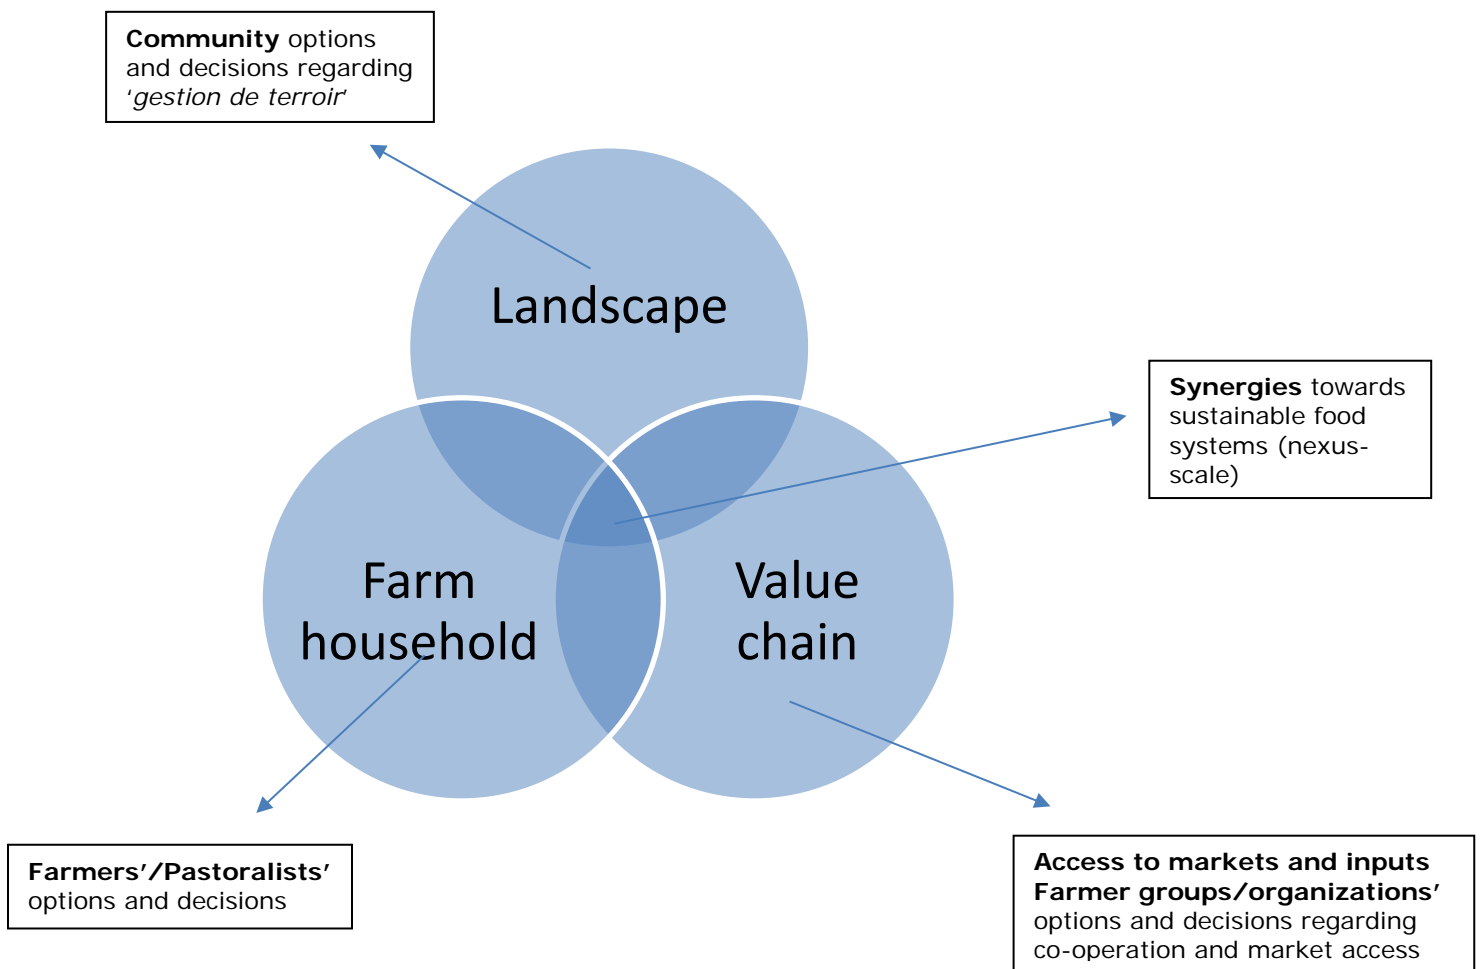 Community options
and decisions regarding
‘gestion de terroir‘
Landscape
Synergies towards
sustainable food
systems (nexus-
scale)
Farm
household
Value
chain
Farmers’/Pastoralists’
options and decisions
Access to markets and inputs
Farmer groups/organizations’
options and decisions regarding
co-operation and market access